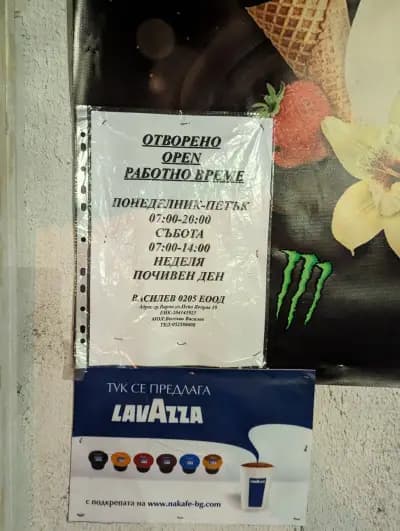 ОТВОРЕНО
OPEN
РАБОТНО ВРЕМЕ
ПОНЕДЕЛНИК-ПЕТЪК
07:00-20:00
СЪБОТА
07:00-14:00
НЕДЕЛЯ
ПОЧИВЕН ДЕН
ВАСИЛЕВ 0205 ЕООД
ТУК СЕ ПРЕДЛАГА
LAVAZZA
с подкрепата на www.nakafe-bg.com